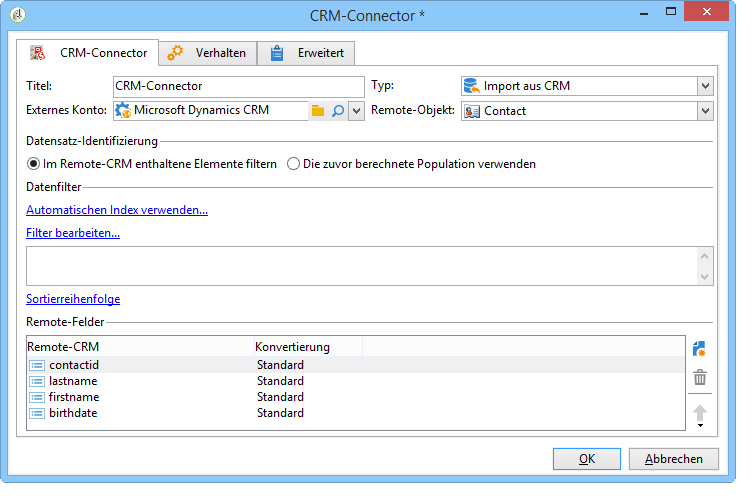 CRM-Connector *
CRM-Connector Verhalten Erweitert
Titel: CRM-Connector Typ: Import aus CRM
Externes Konto: Microsoft Dynamics CRM Remote-Objekt: Contact
Datensatz-Identifizierung
Im Remote-CRM enthaltene Elemente filtern Die zuvor berechnete Population verwenden
Datenfilter
Automatischen Index verwenden...
Filter bearbeiten...
Sortierreihenfolge
Remote-Felder
Remote-CRM Konvertierung
contactid Standard
lastname Standard
firstname Standard
birthdate Standard
OK Abbrechen